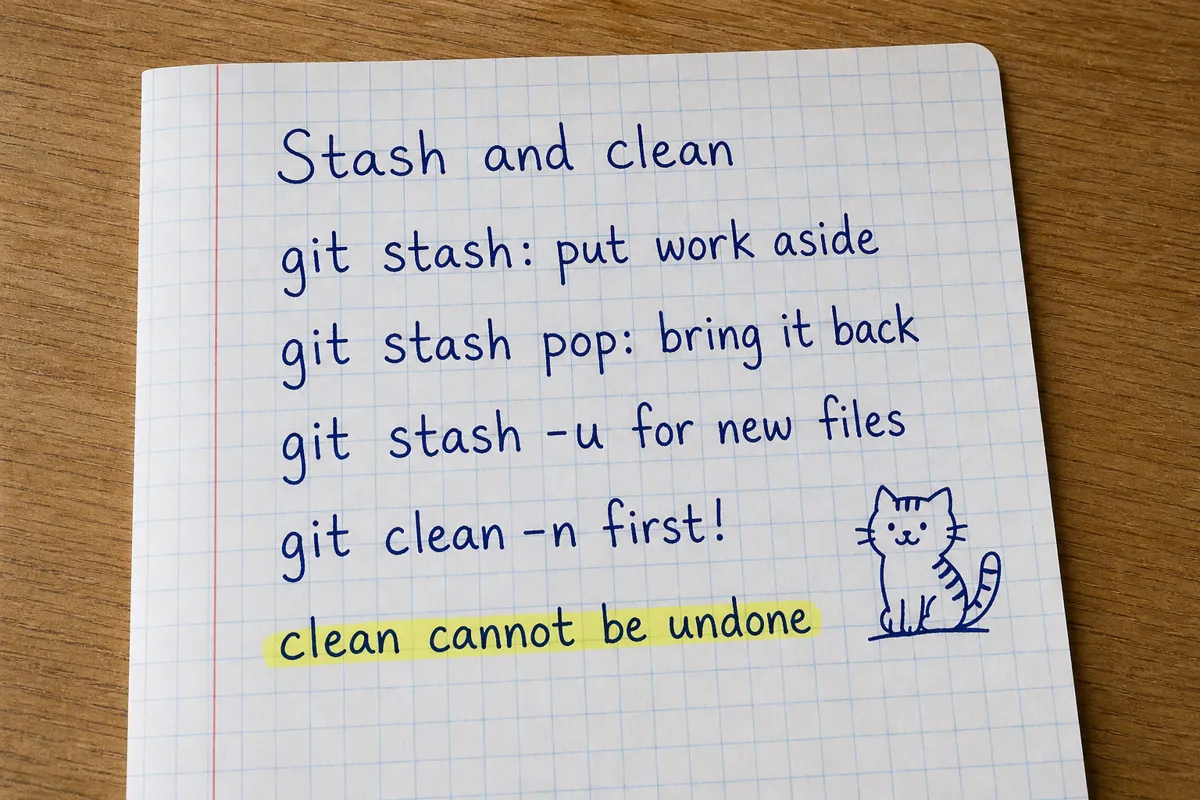 Stash and clean
git stash: put work aside
git stash pop: bring it back
git stash -u for new files
git clean -n first!
clean cannot be undone